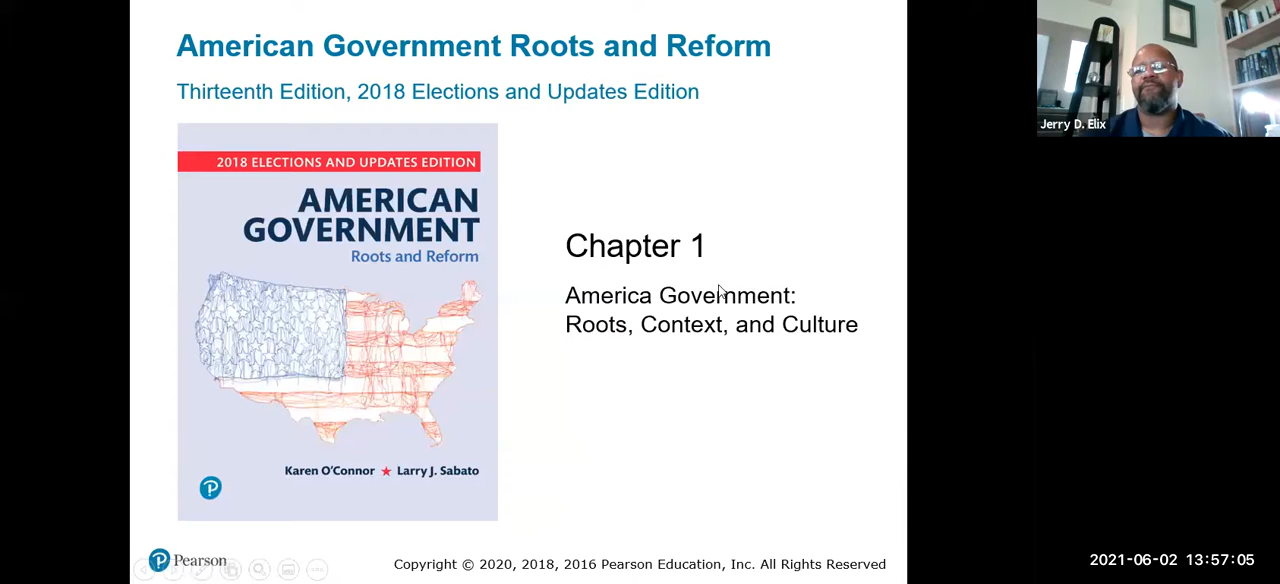 American Government Roots and Reform
Thirteenth Edition, 2018 Elections and Updates Edition
2018 ELECTIONS AND UPDATES EDITION
AMERICAN
GOVERNMENT
Roots and Reform
Karen O'Connor ★ Larry J. Sabato
P
Chapter 1
America Government:
Roots, Context, and Culture
P Pearson
Copyright © 2020, 2018, 2016 Pearson Education, Inc. All Rights Reserved
Jerry D. Elix
2021-06-02 13:57:05